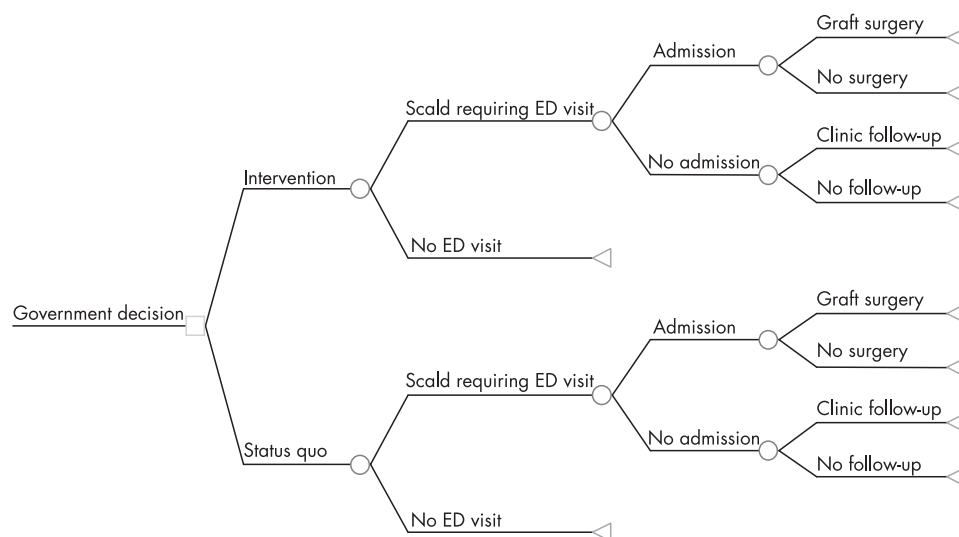 Graft surgery
Admission
No surgery
Scald requiring ED visit
Clinic follow-up
No admission
No follow-up
Intervention
No ED visit
Government decision
Graft surgery
Admission
No surgery
Scald requiring ED visit
Clinic follow-up
No admission
No follow-up
Status quo
No ED visit